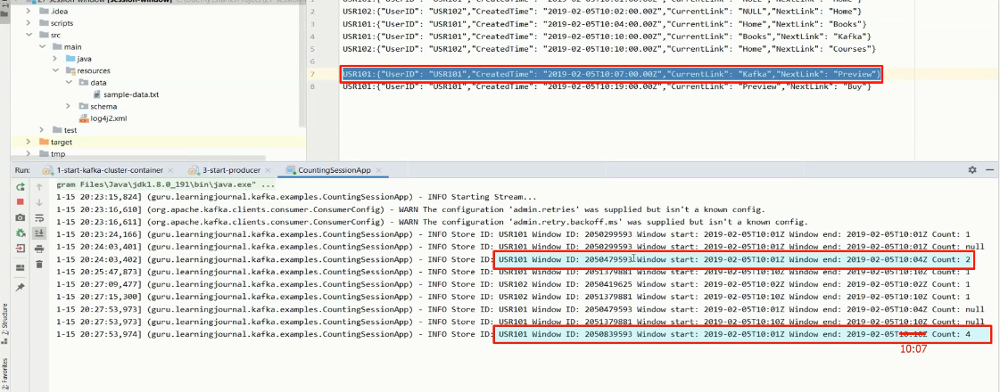 .idea
scripts
src
main
java
resources
data
sample-data.txt
schema
log4j2.xml
test
target
tmp
2 USR102:{"UserID": "USR102","CreatedTime": "2019-02-05T10:02:00.00Z","CurrentLink": "NULL","NextLink": "Home"}
3 USR101:{"UserID": "USR101","CreatedTime": "2019-02-05T10:04:00.00Z","CurrentLink": "Home","NextLink": "Books"}
4 USR101:{"UserID": "USR101","CreatedTime": "2019-02-05T10:10:00.00Z","CurrentLink": "Books","NextLink": "Kafka"}
5 USR102:{"UserID": "USR102","CreatedTime": "2019-02-05T10:10:00.00Z","CurrentLink": "Home","NextLink": "Courses"}
6
7 USR101:{"UserID": "USR101","CreatedTime": "2019-02-05T10:07:00.00Z","CurrentLink": "Kafka","NextLink": "Preview"}
8 USR101:{"UserID": "USR101","CreatedTime": "2019-02-05T10:19:00.00Z","CurrentLink": "Preview","NextLink": "Buy"}
Run: 1-start-kafka-cluster-container × 3-start-producer × CountingSessionApp ×
gram Files\Java\jdk1.8.0_191\bin\java.exe" ...
1-15 20:23:15,824] (guru.learningjournal.kafka.examples.CountingSessionApp) - INFO Starting Stream...
1-15 20:23:16,610] (org.apache.kafka.clients.consumer.ConsumerConfig) - WARN The configuration 'admin.retries' was supplied but isn't a known config.
1-15 20:23:16,611] (org.apache.kafka.clients.consumer.ConsumerConfig) - WARN The configuration 'admin.retry.backoff.ms' was supplied but isn't a known config.
1-15 20:23:24,166] (guru.learningjournal.kafka.examples.CountingSessionApp) - INFO Store ID: USR101 Window ID: 2050299593 Window start: 2019-02-05T10:01Z Window end: 2019-02-05T10:01Z Count: 1
1-15 20:24:03,401] (guru.learningjournal.kafka.examples.CountingSessionApp) - INFO Store ID: USR101 Window ID: 2050299593 Window start: 2019-02-05T10:01Z Window end: 2019-02-05T10:01Z Count: null
1-15 20:24:03,402] (guru.learningjournal.kafka.examples.CountingSessionApp) - INFO Store ID: USR101 Window ID: 2050479593 Window start: 2019-02-05T10:01Z Window end: 2019-02-05T10:04Z Count: 2
1-15 20:25:47,873] (guru.learningjournal.kafka.examples.CountingSessionApp) - INFO Store ID: USR101 Window ID: 2051379881 Window start: 2019-02-05T10:10Z Window end: 2019-02-05T10:10Z Count: 1
1-15 20:27:09,477] (guru.learningjournal.kafka.examples.CountingSessionApp) - INFO Store ID: USR102 Window ID: 2050419625 Window start: 2019-02-05T10:02Z Window end: 2019-02-05T10:02Z Count: 1
1-15 20:27:15,300] (guru.learningjournal.kafka.examples.CountingSessionApp) - INFO Store ID: USR102 Window ID: 2051379881 Window start: 2019-02-05T10:10Z Window end: 2019-02-05T10:10Z Count: 1
1-15 20:27:53,973] (guru.learningjournal.kafka.examples.CountingSessionApp) - INFO Store ID: USR101 Window ID: 2050479593 Window start: 2019-02-05T10:01Z Window end: 2019-02-05T10:04Z Count: null
1-15 20:27:53,973] (guru.learningjournal.kafka.examples.CountingSessionApp) - INFO Store ID: USR101 Window ID: 2051379881 Window start: 2019-02-05T10:10Z Window end: 2019-02-05T10:10Z Count: null
1-15 20:27:53,974] (guru.learningjournal.kafka.examples.CountingSessionApp) - INFO Store ID: USR101 Window ID: 2050839593 Window start: 2019-02-05T10:01Z Window end: 2019-02-05T10:10Z Count: 4
10:07
Z: Structure
2: Favorites